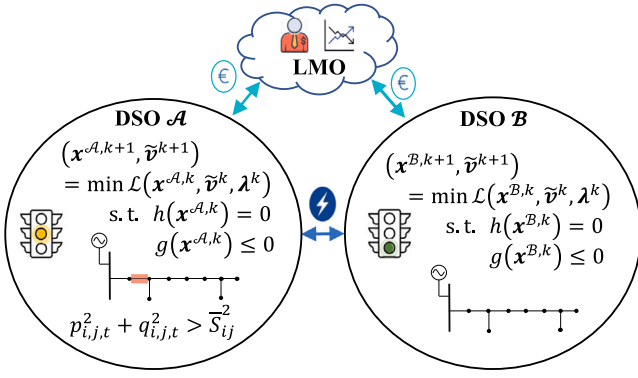 LMO
€
€
DSO 𝒜
(𝒙^{𝒜,k+1}, ṽ^{k+1})
= min ℒ(𝒙^{𝒜,k}, ṽ^k, 𝝀^k)
s.t. h(𝒙^{𝒜,k}) = 0
g(𝒙^{𝒜,k}) ≤ 0
p²_{i,j,t} + q²_{i,j,t} > S̅²_{ij}
DSO ℬ
(𝒙^{ℬ,k+1}, ṽ^{k+1})
= min ℒ(𝒙^{ℬ,k}, ṽ^k, 𝝀^k)
s.t. h(𝒙^{ℬ,k}) = 0
g(𝒙^{ℬ,k}) ≤ 0